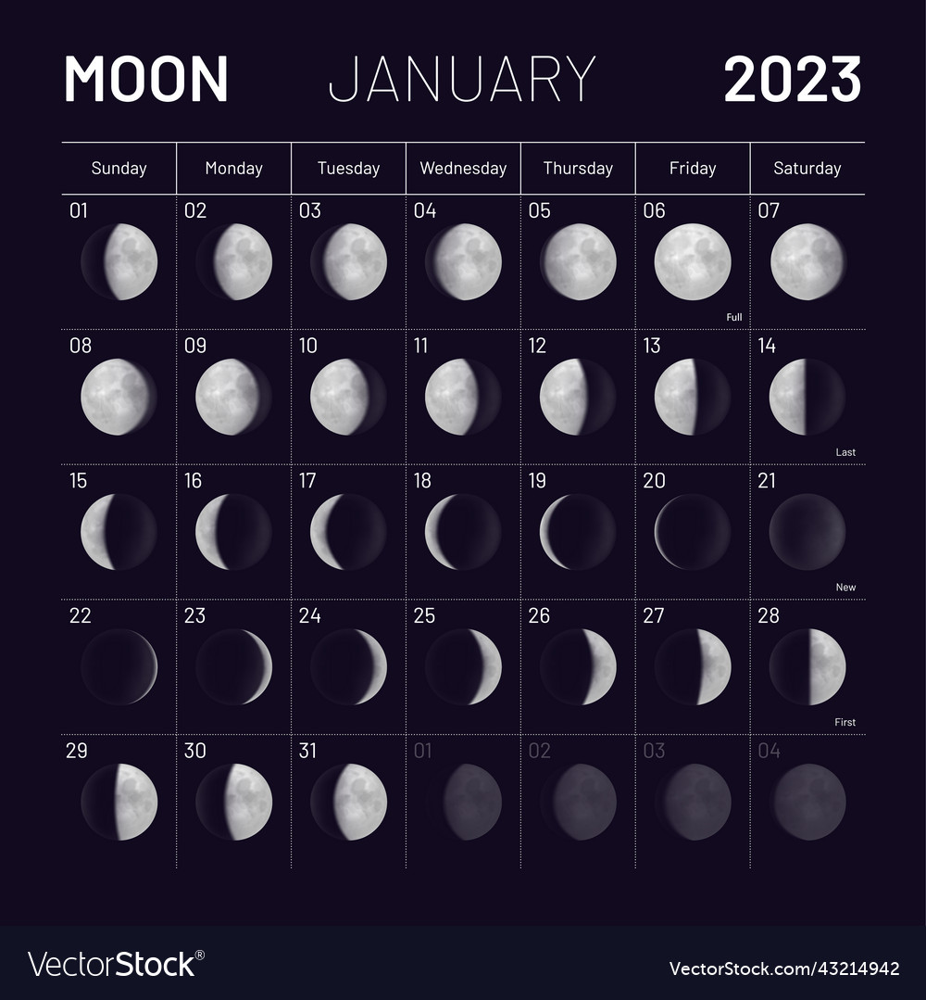 MOON JANUARY 2023
Sunday Monday Tuesday Wednesday Thursday Friday Saturday
01 02 03 04 05 06 07
Full
08 09 10 11 12 13 14
Last
15 16 17 18 19 20 21
New
22 23 24 25 26 27 28
First
29 30 31 01 02 03 04
VectorStock®
VectorStock.com/43214942